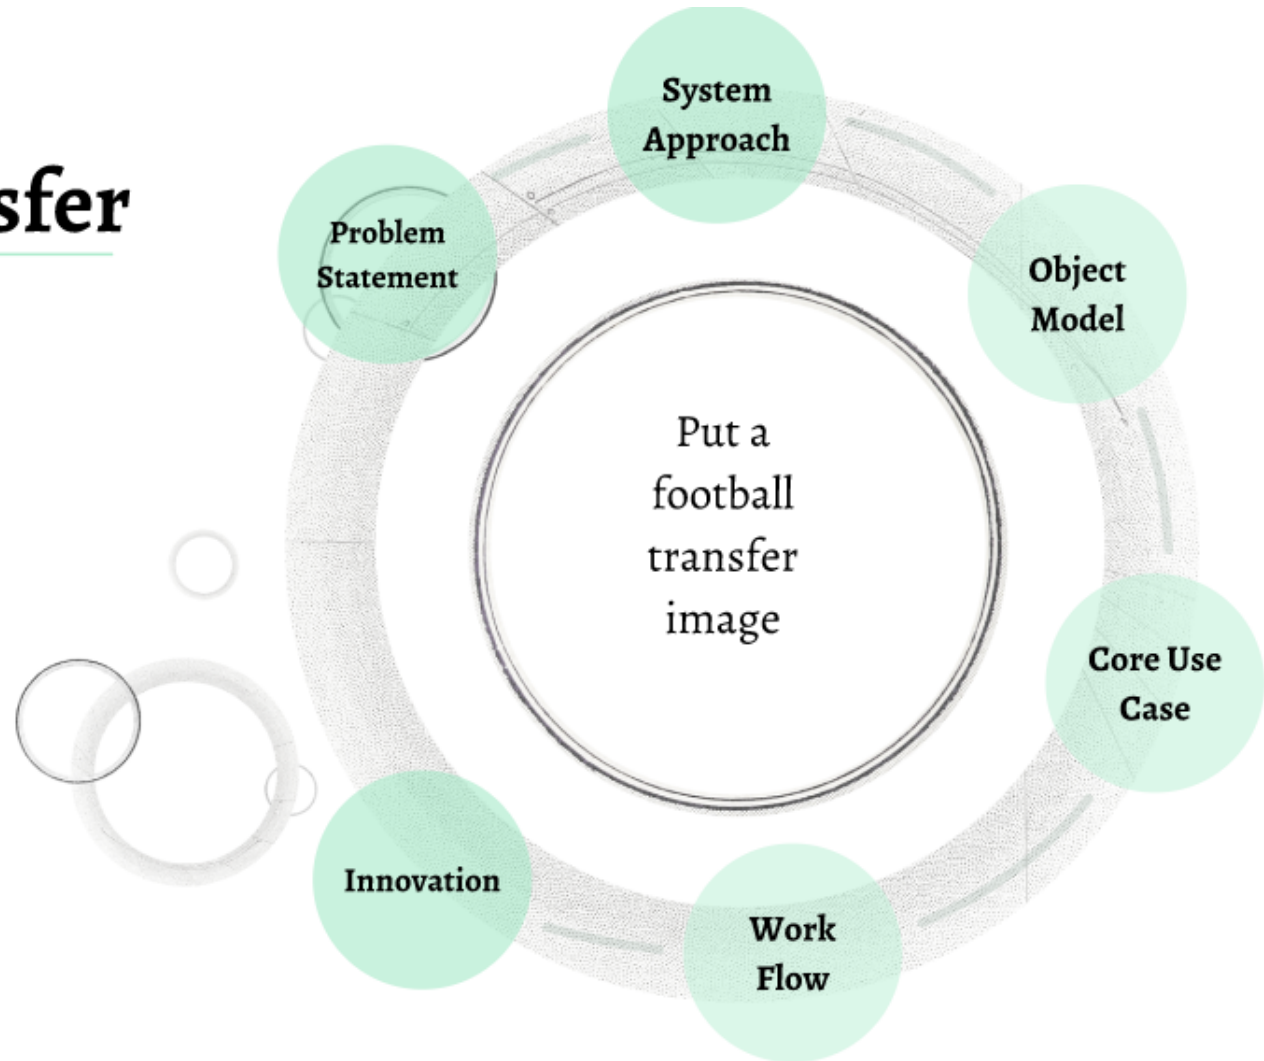 sfer
System
Approach
Problem
Statement
Object
Model
Put a
football
transfer
image
Core Use
Case
Innovation
Work
Flow